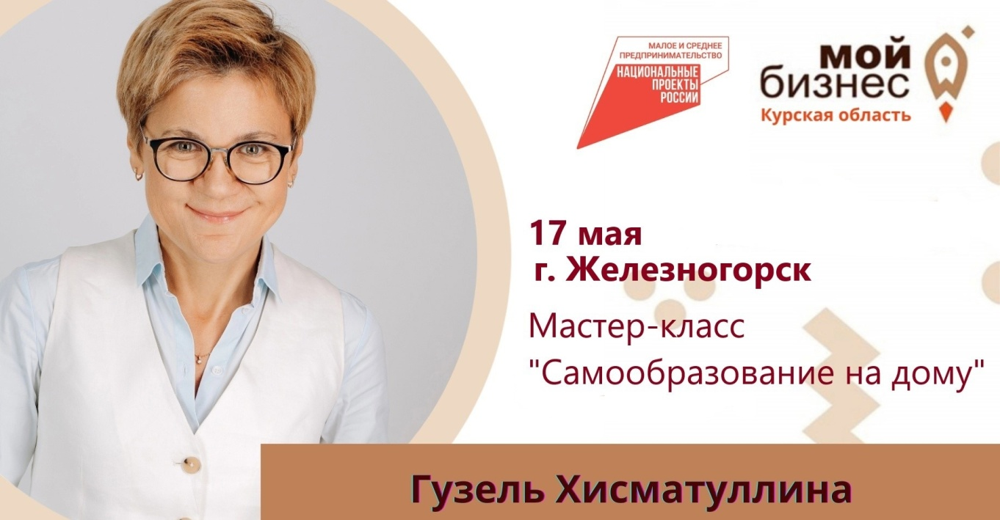 МАЛОЕ И СРЕДНЕЕ
ПРЕДПРИНИМАТЕЛЬСТВО
НАЦИОНАЛЬНЫЕ
ПРОЕКТЫ
РОССИИ
мой
бизнес
Курская область
17 мая
г. Железногорск
Мастер-класс
"Самообразование на дому"
Гузель Хисматуллина